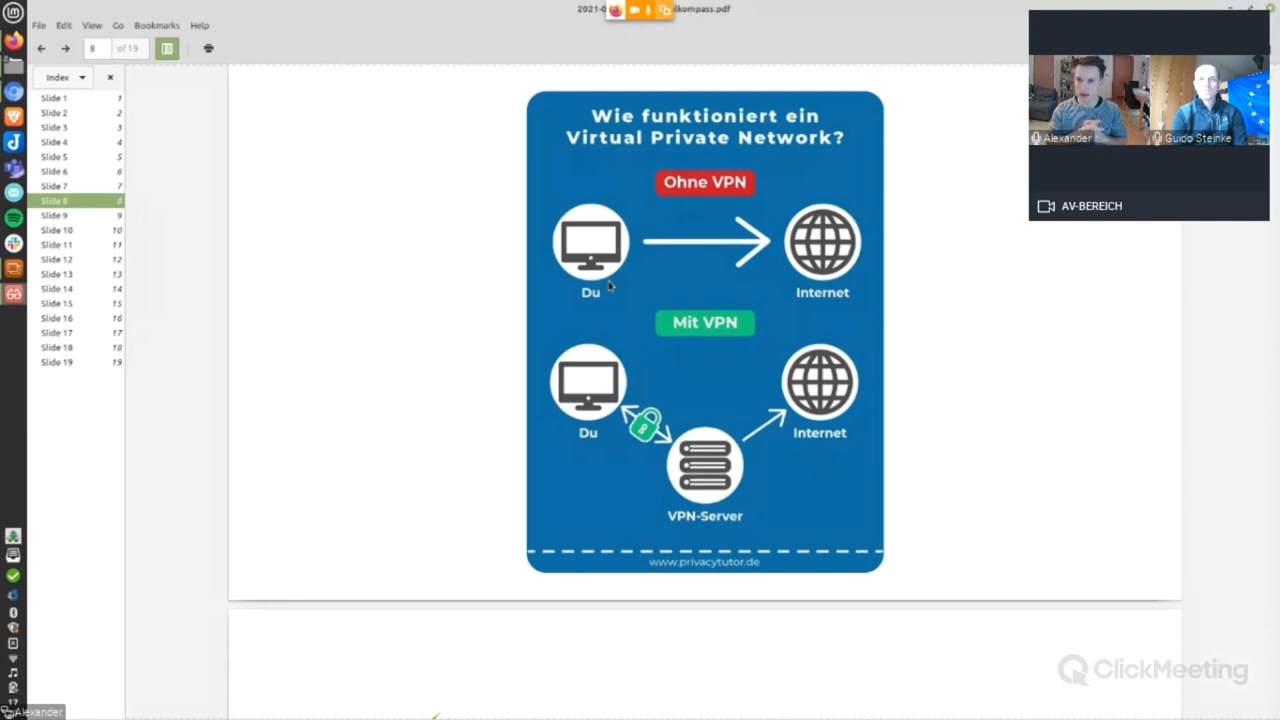 2021-0
lkompass.pdf
File Edit View Go Bookmarks Help
8 of 19
Index
Slide 1 1
Slide 2 2
Slide 3 3
Slide 4 4
Slide 5 5
Slide 6 6
Slide 7 7
Slide 8 8
Slide 9 9
Slide 10 10
Slide 11 11
Slide 12 12
Slide 13 13
Slide 14 14
Slide 15 15
Slide 16 16
Slide 17 17
Slide 18 18
Slide 19 19
Wie funktioniert ein
Virtual Private Network?
Ohne VPN
Du
Internet
Mit VPN
Du
Internet
VPN-Server
www.privacytutor.de
Alexander
Guido Steinke
AV-BEREICH
ClickMeeting
Alexander